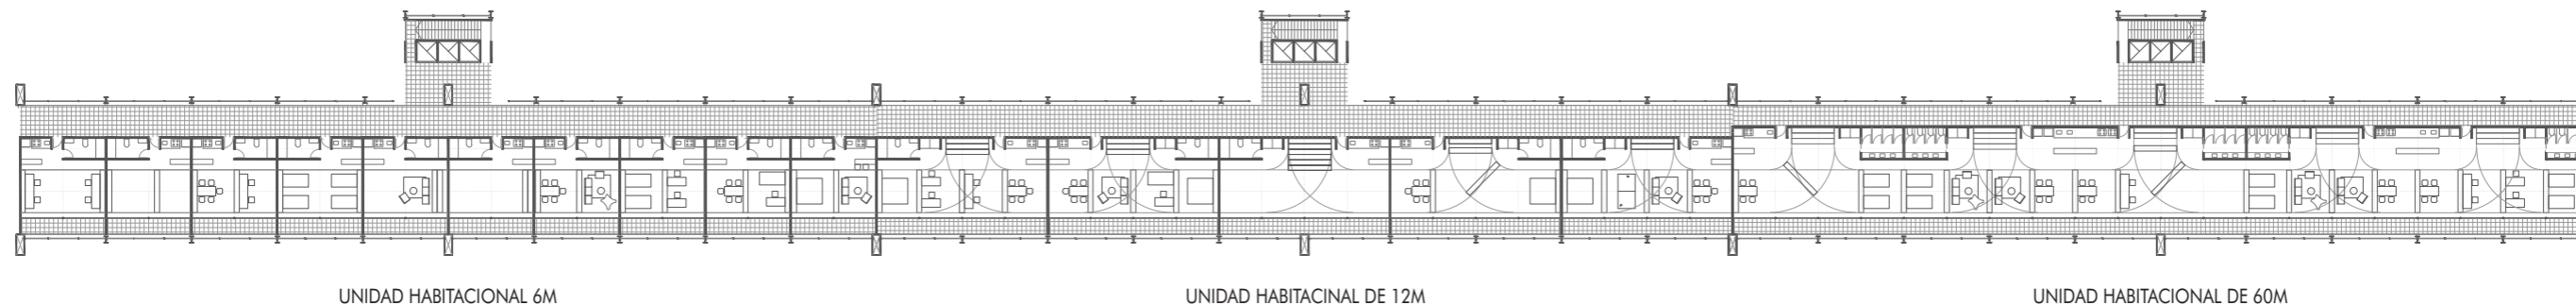 UNIDAD HABITACIONAL 6M
UNIDAD HABITACINAL DE 12M
UNIDAD HABITACIONAL DE 60M